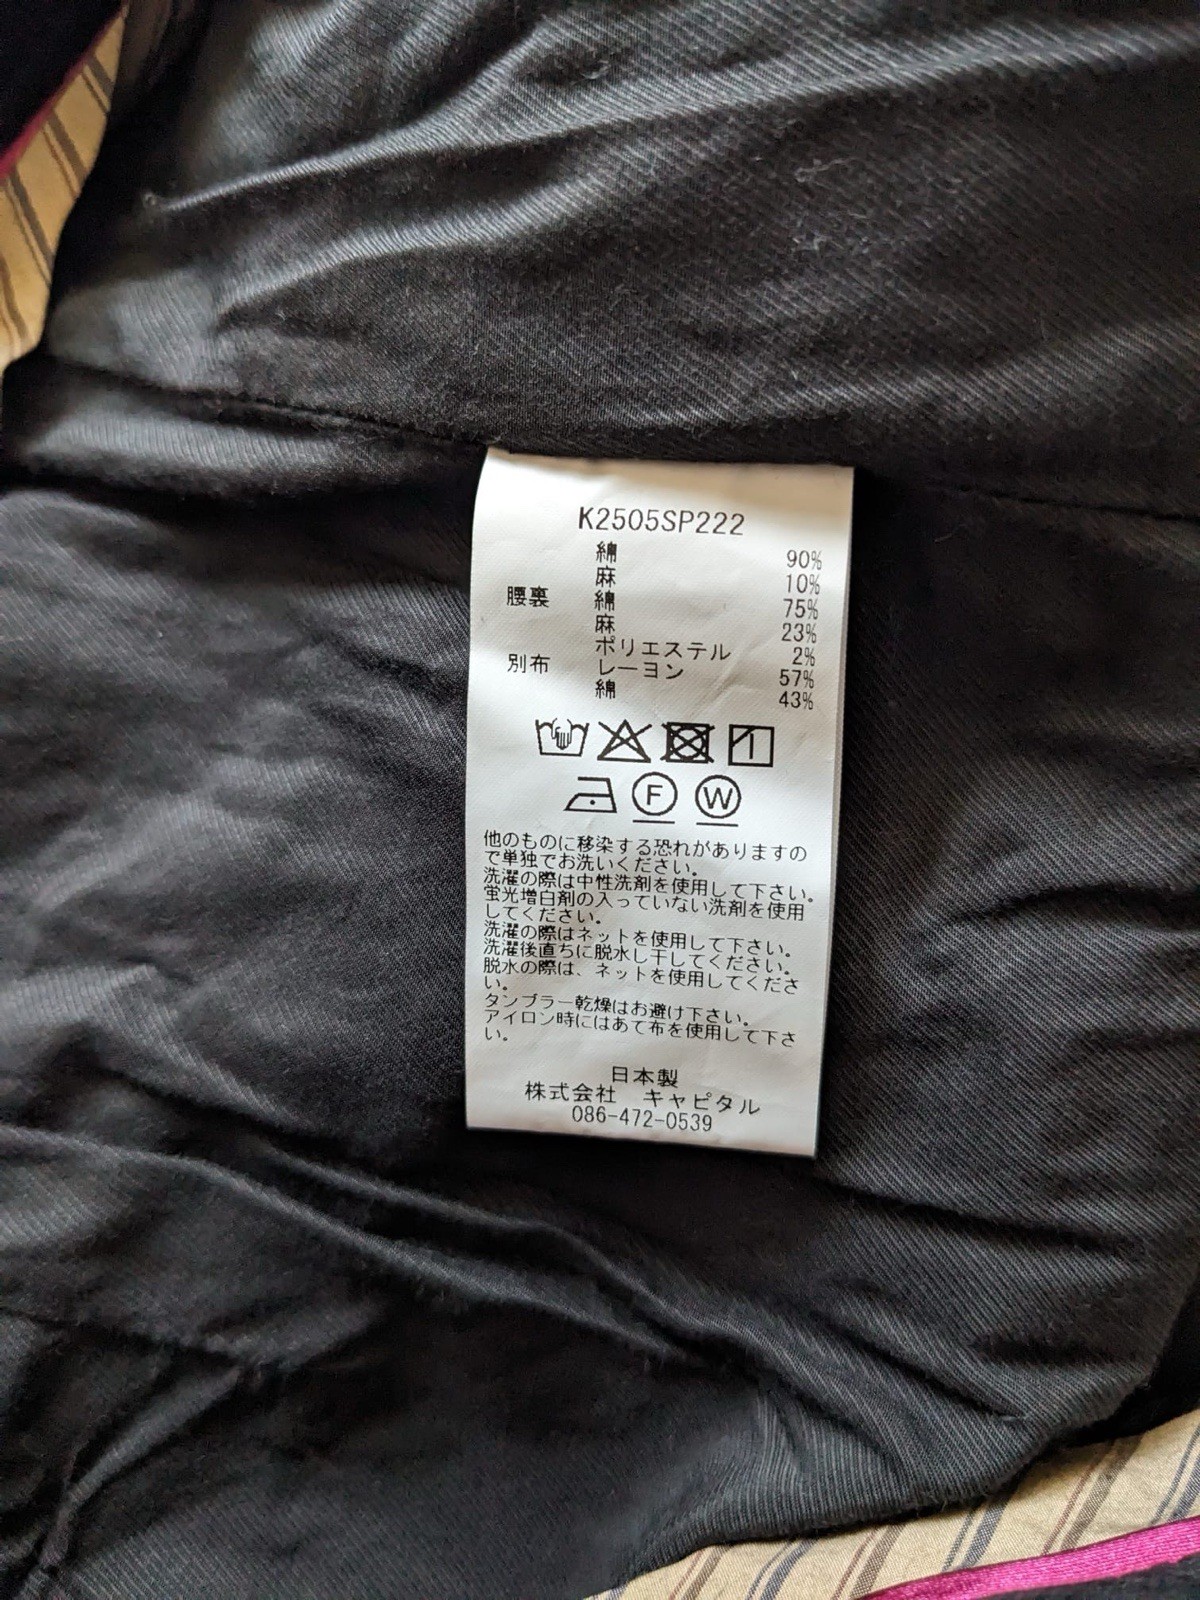 K2505SP222
綿 90%
麻 10%
腰裏 綿 75%
麻 23%
ポリエステル 2%
別布 レーヨン 57%
綿 43%
F W
他のものに移染する恐れがありますの
で単独でお洗いください。
洗濯の際は中性洗剤を使用して下さい。
蛍光増白剤の入っていない洗剤を使用
してください。
洗濯の際はネットを使用して下さい。
洗濯後直ちに脱水し干してください。
脱水の際は、ネットを使用してくださ
い。
タンブラー乾燥はお避け下さい。
アイロン時にはあて布を使用して下さ
い。
日本製
株式会社 キャピタル
086-472-0539